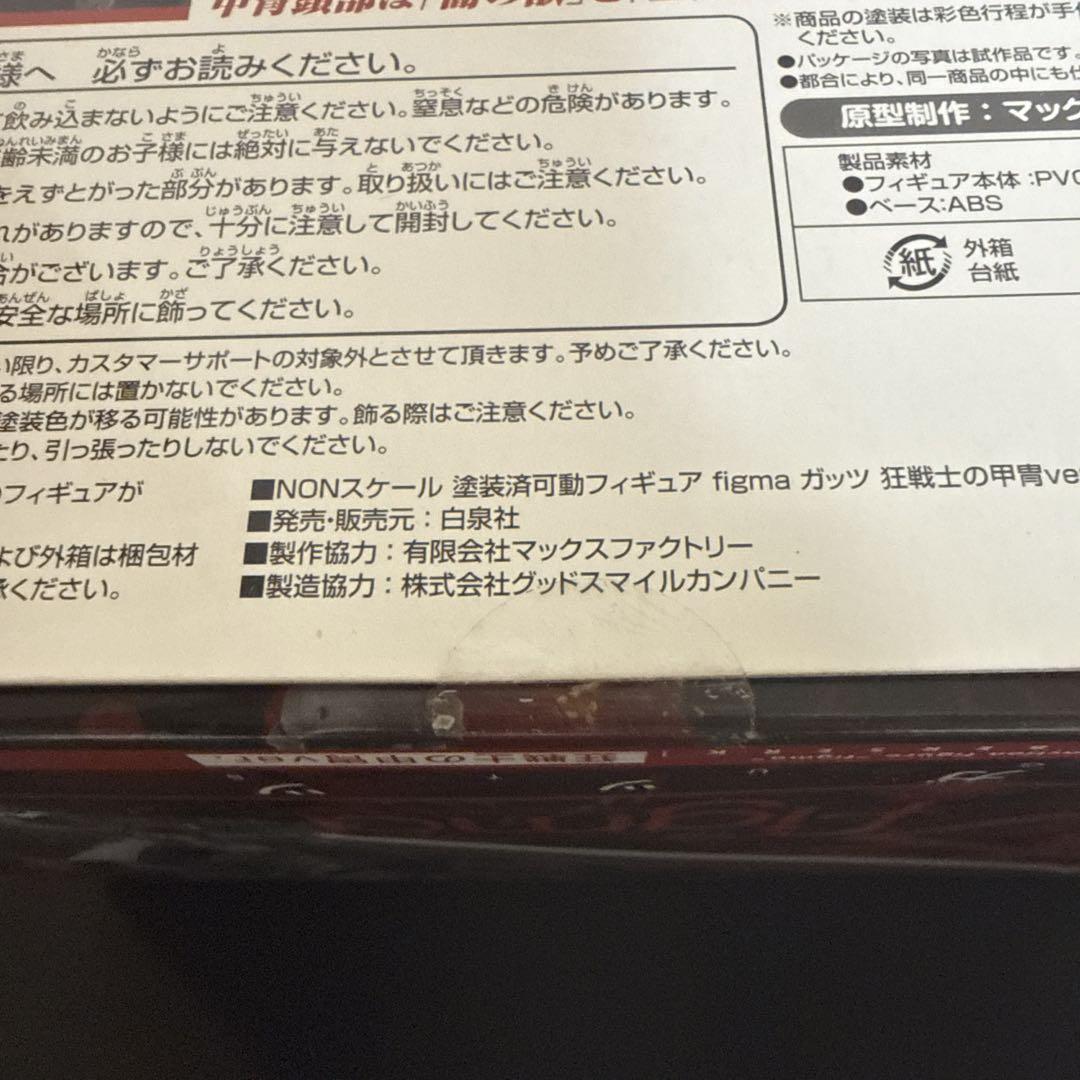 甲冑頭部は
様へ 必ずお読みください。
飲み込まないようにご注意ください。窒息などの危険があります。
齢未満のお子様には絶対に与えないでください。
をえずとがった部分があります。取り扱いにはご注意ください。
れがありますので、十分に注意して開封してください。
合がございます。ご了承ください。
安全な場所に飾ってください。
い限り、カスタマーサポートの対象外とさせて頂きます。予めご了承ください。
る場所には置かないでください。
塗装色が移る可能性があります。飾る際はご注意ください。
たり、引っ張ったりしないでください。
フィギュアが
よび外箱は梱包材
承ください。
■NONスケール 塗装済可動フィギュア figma ガッツ 狂戦士の甲冑ve
■発売・販売元：白泉社
■製作協力：有限会社マックスファクトリー
■製造協力：株式会社グッドスマイルカンパニー
※商品の塗装は彩色行程が手作
ください。
●パッケージの写真は試作品です。
●都合により、同一商品の中にも仕
原型制作：マック
製品素材
●フィギュア本体：PVC
●ベース：ABS
紙
外箱
台紙
狂戦士の甲冑ver.
figma